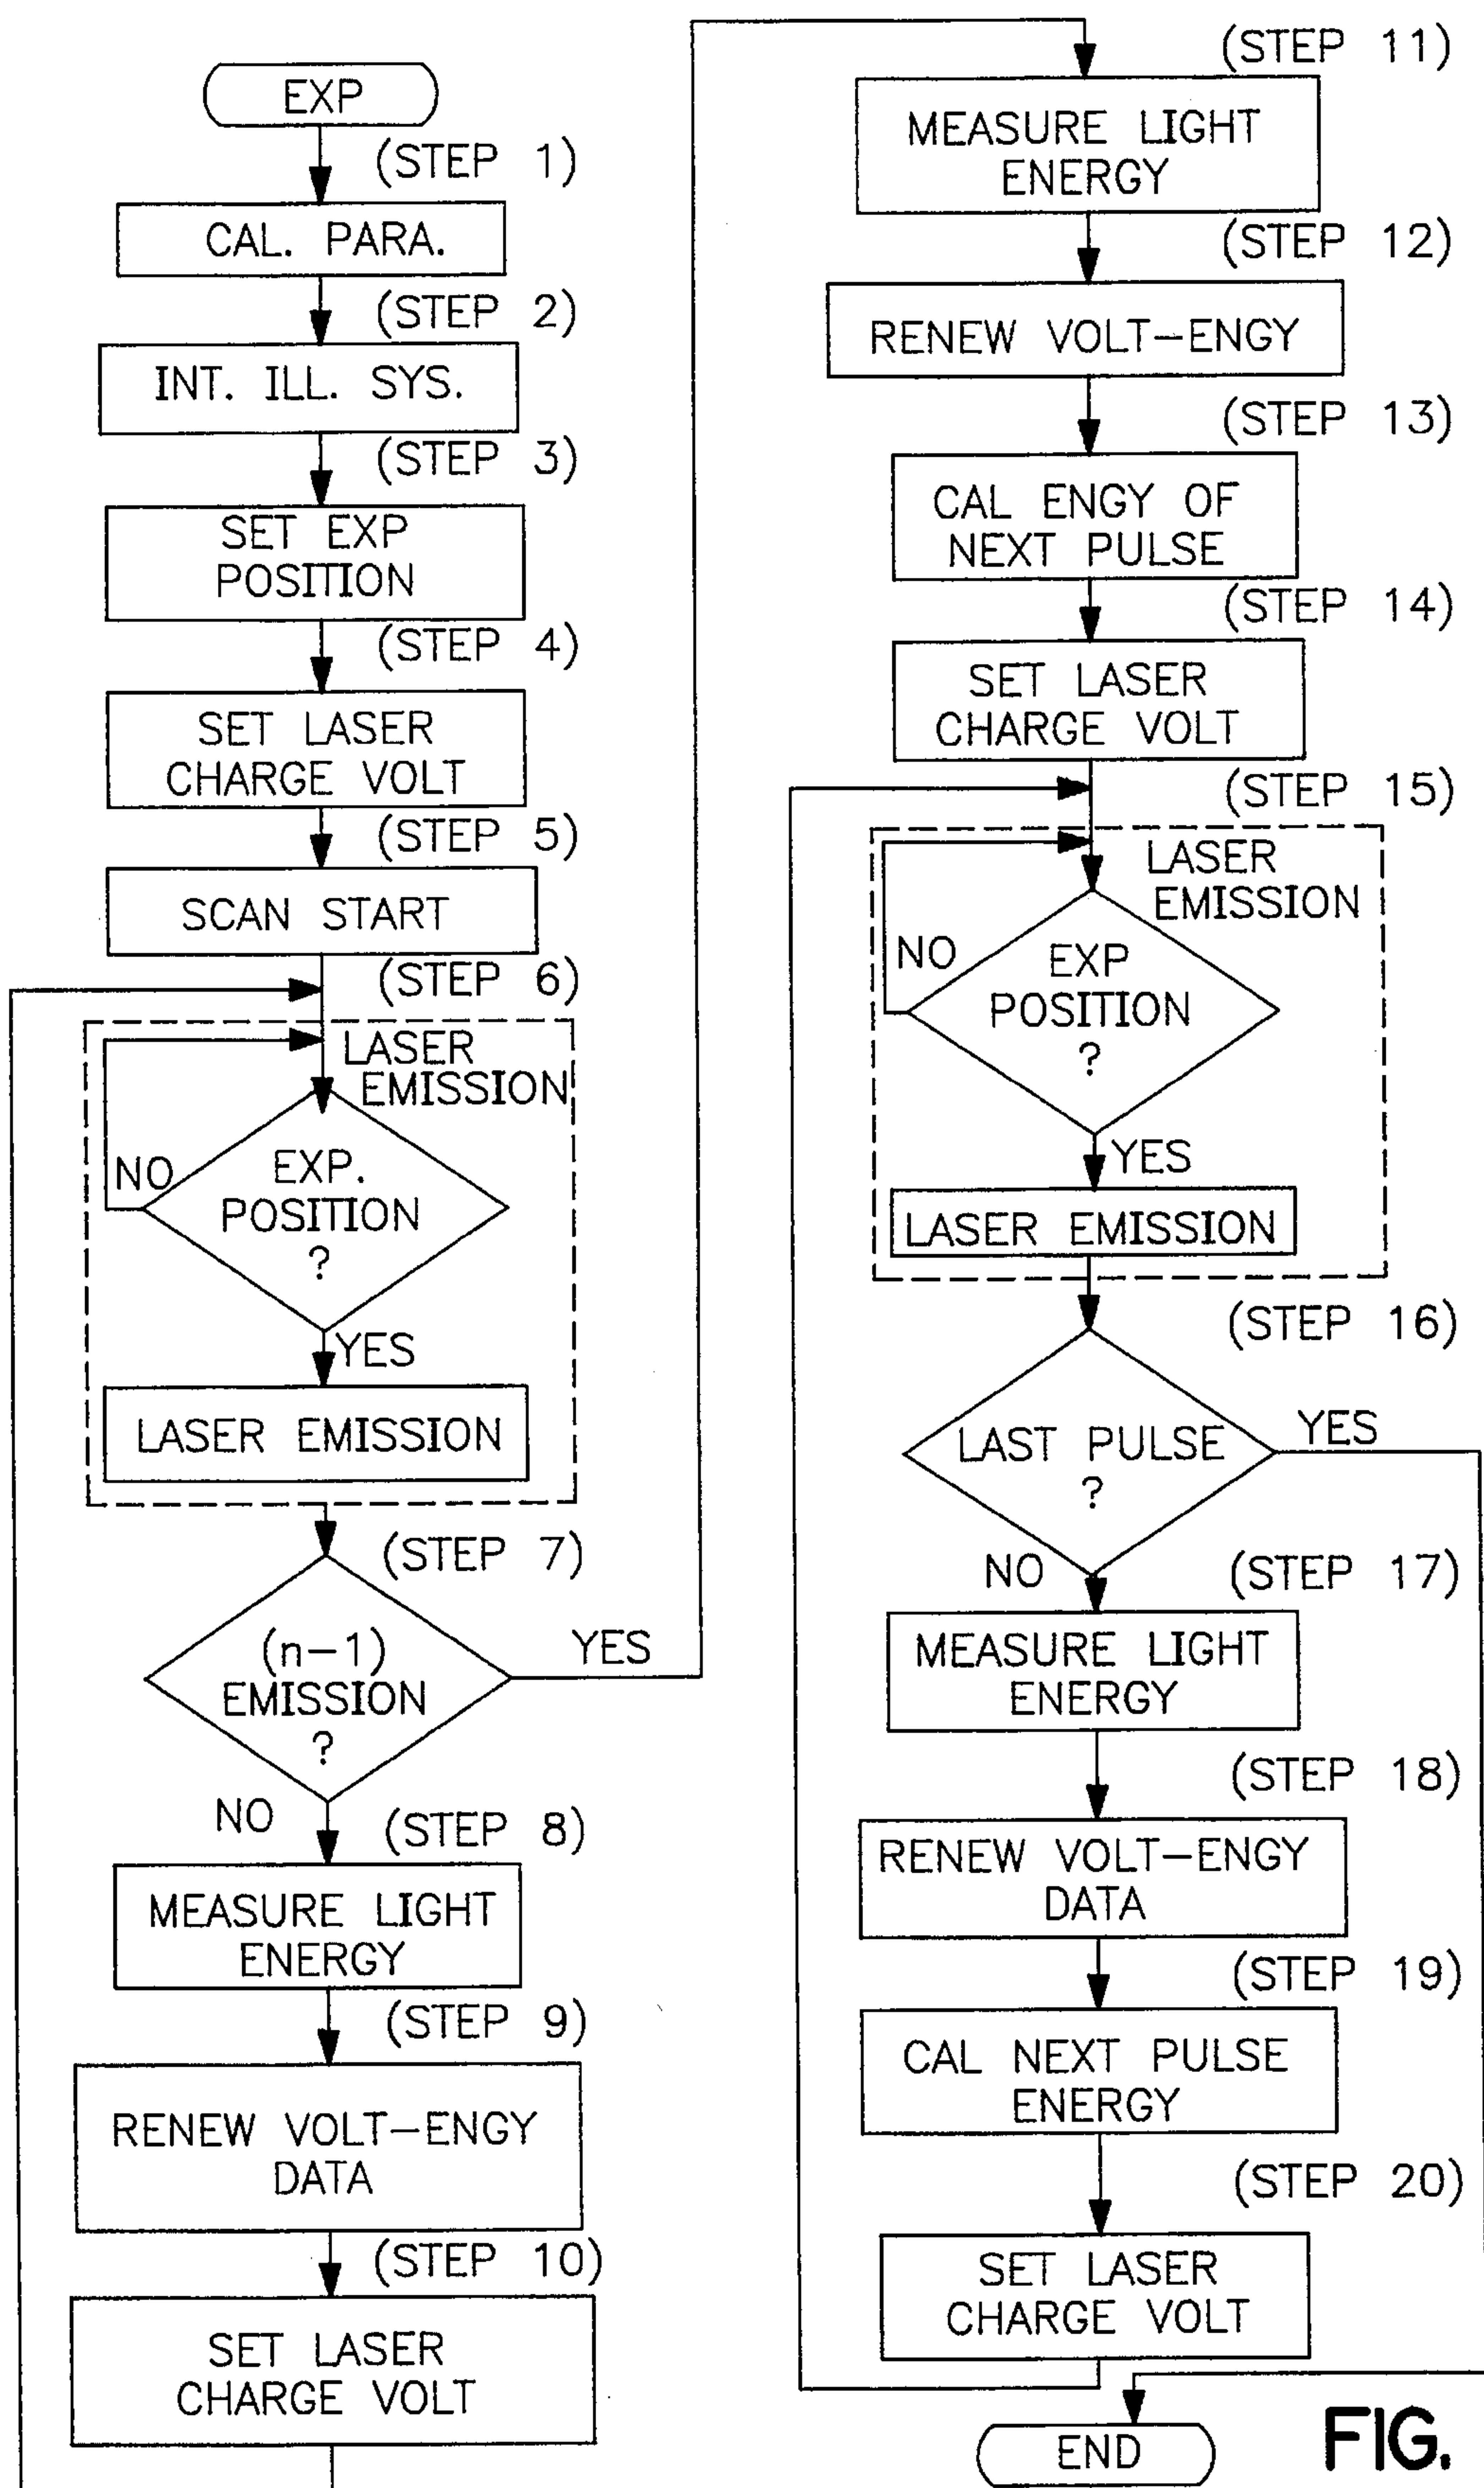 EXP
(STEP 1)
CAL. PARA.
(STEP 2)
INT. ILL. SYS.
(STEP 3)
SET EXP
POSITION
(STEP 4)
SET LASER
CHARGE VOLT
(STEP 5)
SCAN START
(STEP 6)
LASER
EMISSION
NO
EXP.
POSITION
?
YES
LASER EMISSION
(STEP 7)
(n-1)
EMISSION
?
YES
NO
(STEP 8)
MEASURE LIGHT
ENERGY
(STEP 9)
RENEW VOLT-ENGY
DATA
(STEP 10)
SET LASER
CHARGE VOLT
(STEP 11)
MEASURE LIGHT
ENERGY
(STEP 12)
RENEW VOLT-ENGY
(STEP 13)
CAL ENGY OF
NEXT PULSE
(STEP 14)
SET LASER
CHARGE VOLT
(STEP 15)
LASER
EMISSION
NO
EXP
POSITION
?
YES
LASER EMISSION
(STEP 16)
LAST PULSE
?
YES
NO
(STEP 17)
MEASURE LIGHT
ENERGY
(STEP 18)
RENEW VOLT-ENGY
DATA
(STEP 19)
CAL NEXT PULSE
ENERGY
(STEP 20)
SET LASER
CHARGE VOLT
END
FIG.